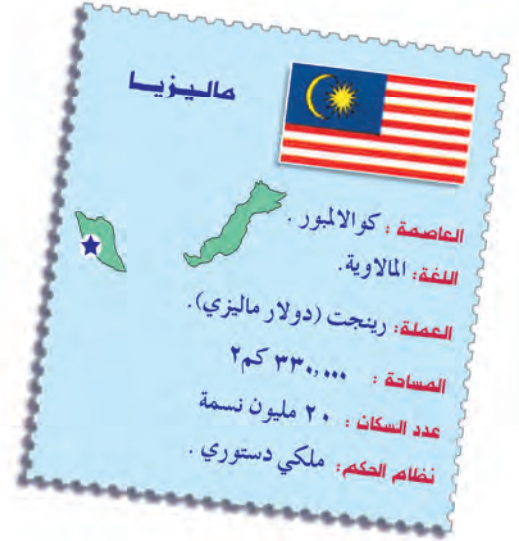 ماليزيا
العاصمة : كوالالمبور .
اللغة: المالاوية.
العملة: رينجت (دولار ماليزي).
المساحة : ٣٣٠,٠٠٠ كم٢
عدد السكان : ٢٠ مليون نسمة
نظام الحكم: ملكي دستوري .